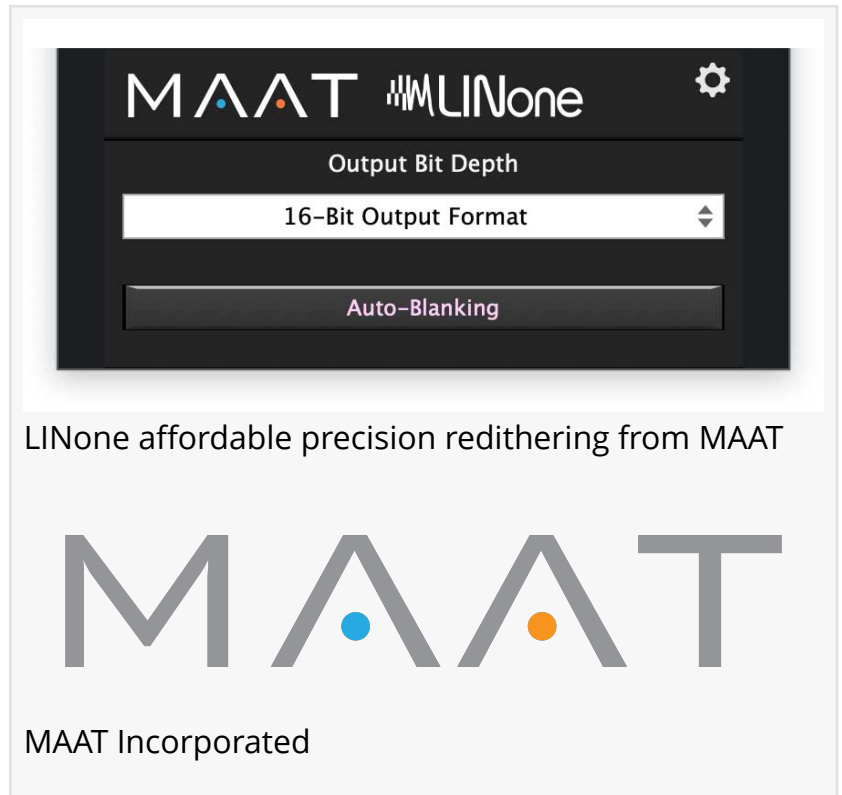 MAAT LINone
Output Bit Depth
16-Bit Output Format
Auto-Blanking
LINone affordable precision redithering from MAAT
MAAT
MAAT Incorporated